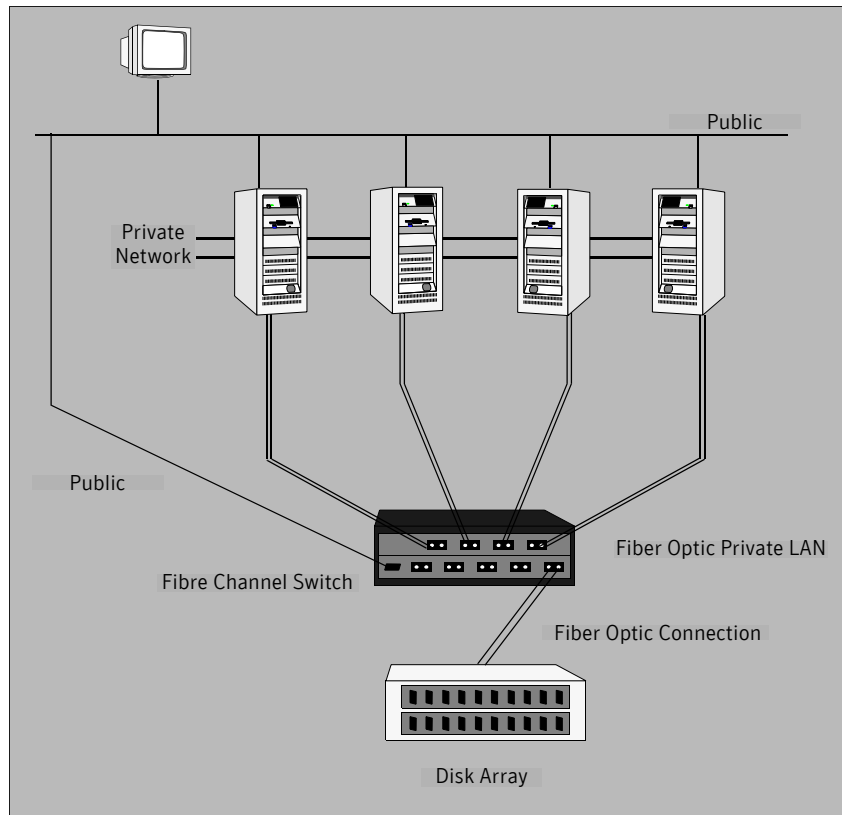 Public
Private
Network
Public
Fiber Optic Private LAN
Fibre Channel Switch
Fiber Optic Connection
Disk Array